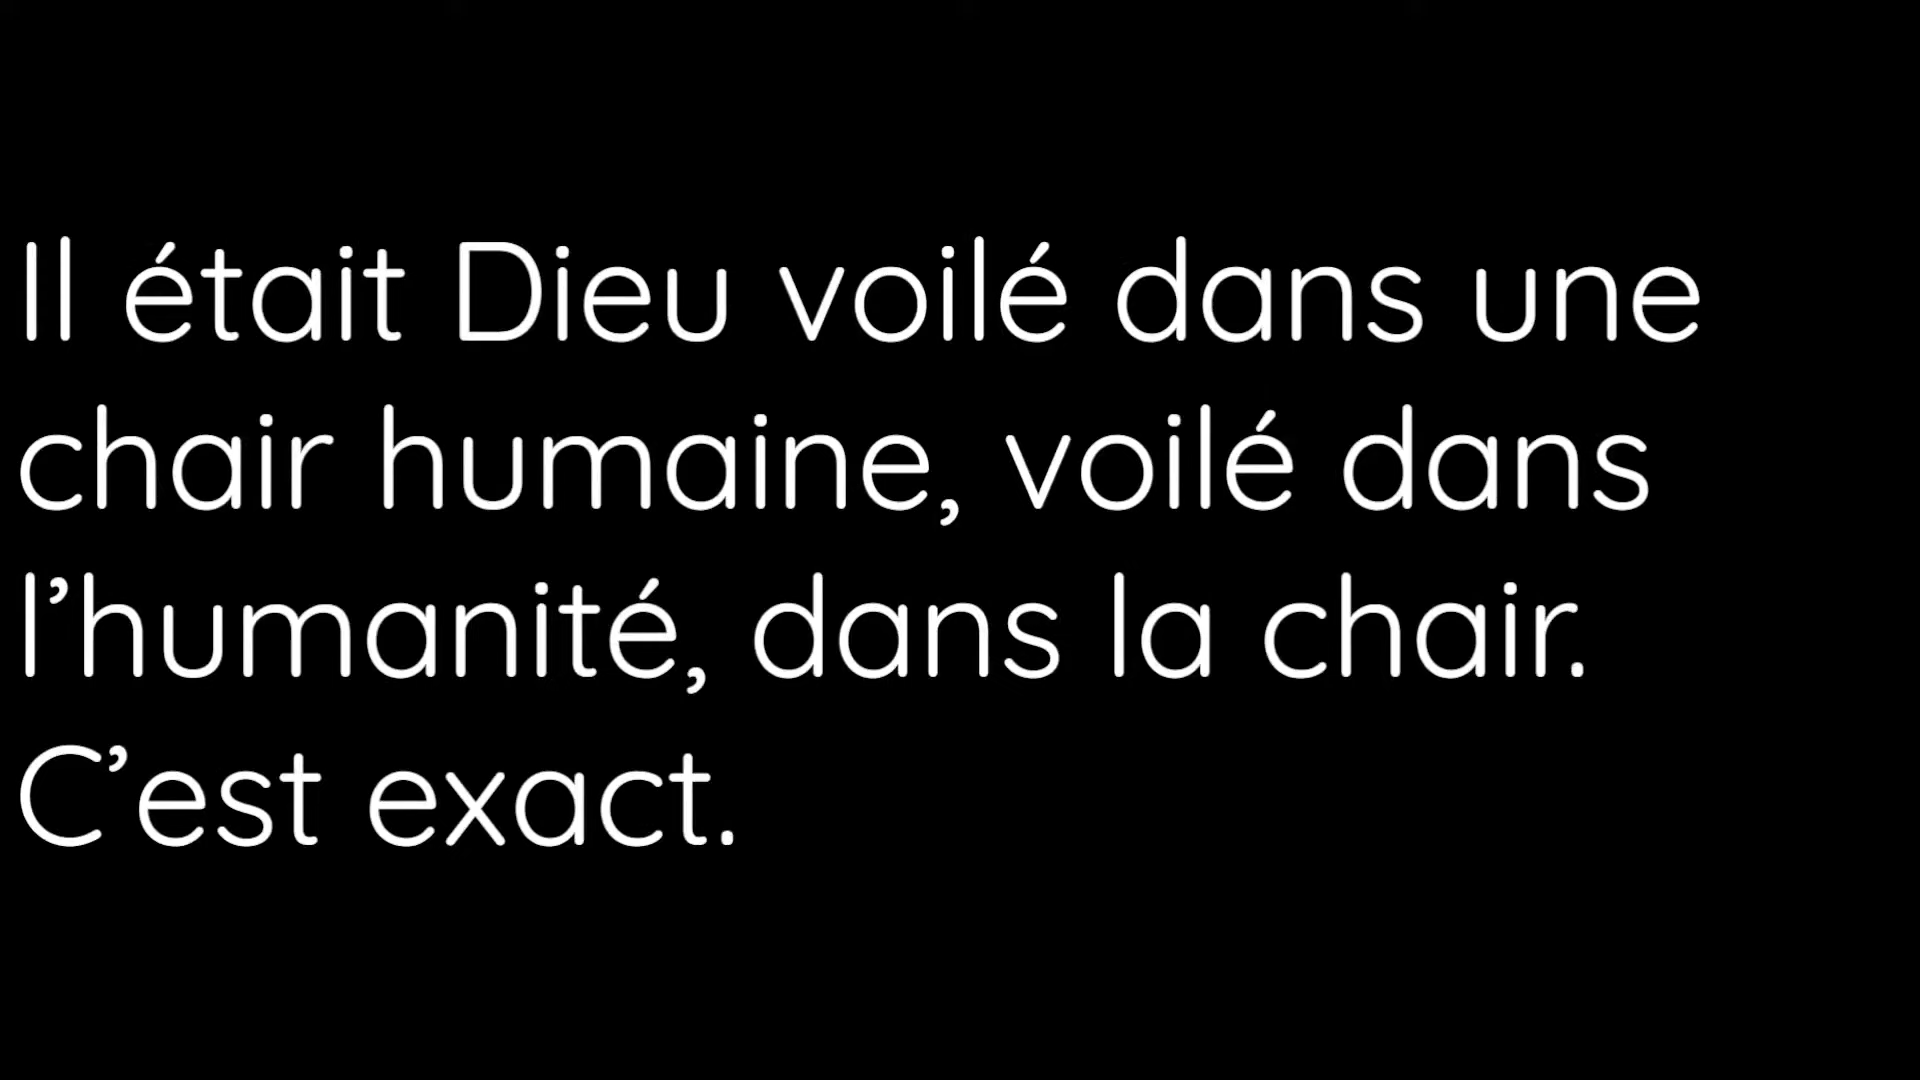 Il était Dieu voilé dans une
chair humaine, voilé dans
l’humanité, dans la chair.
C’est exact.